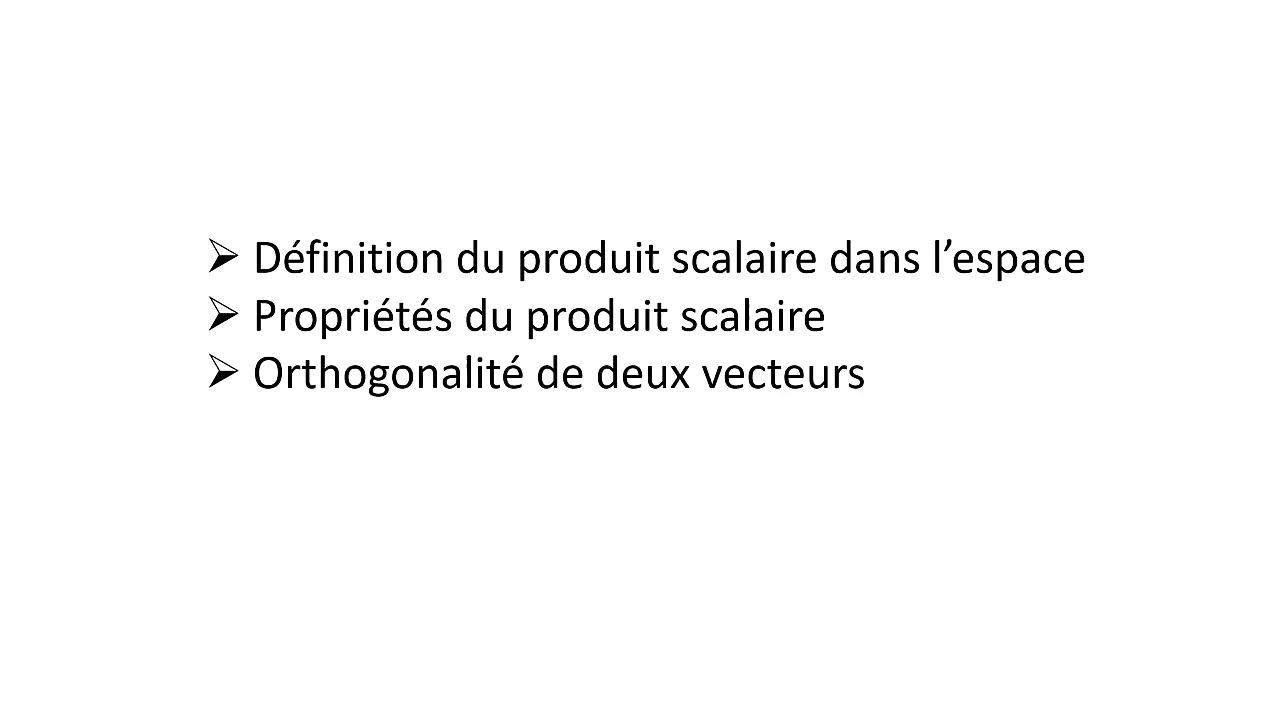 ➢ Définition du produit scalaire dans l’espace
➢ Propriétés du produit scalaire
➢ Orthogonalité de deux vecteurs